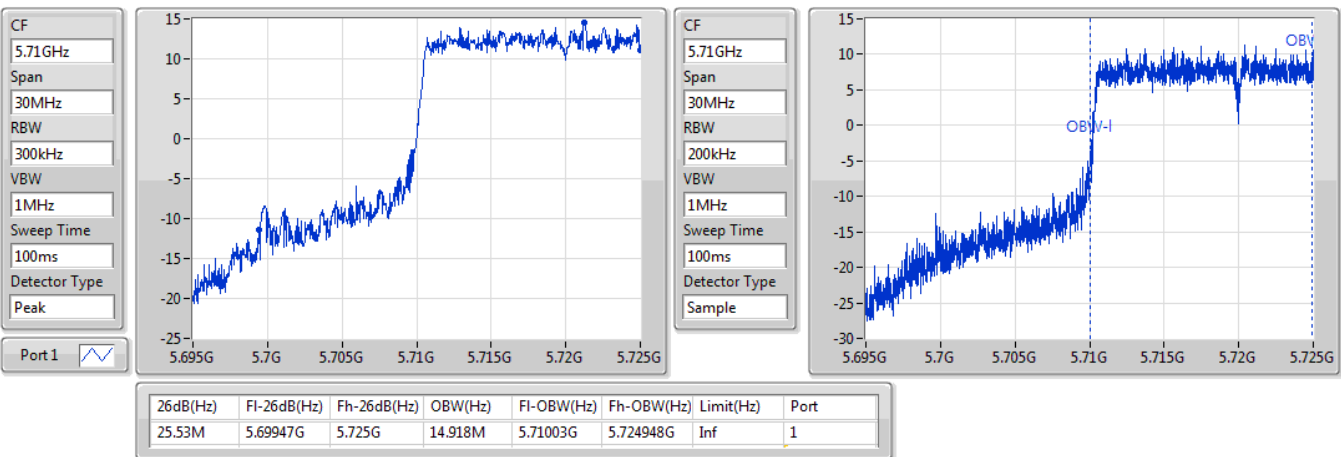 CF
5.71GHz
Span
30MHz
RBW
300kHz
VBW
1MHz
Sweep Time
100ms
Detector Type
Peak
Port 1
15
10
5
0
-5
-10
-15
-20
-25
5.695G 5.7G 5.705G 5.71G 5.715G 5.72G 5.725G
CF
5.71GHz
Span
30MHz
RBW
200kHz
VBW
1MHz
Sweep Time
100ms
Detector Type
Sample
15
10
5
0
-5
-10
-15
-20
-25
-30
OBW-l
OBV
5.695G 5.7G 5.705G 5.71G 5.715G 5.72G 5.725G
26dB(Hz) Fl-26dB(Hz) Fh-26dB(Hz) OBW(Hz) Fl-OBW(Hz) Fh-OBW(Hz) Limit(Hz) Port
25.53M 5.69947G 5.725G 14.918M 5.71003G 5.724948G Inf 1